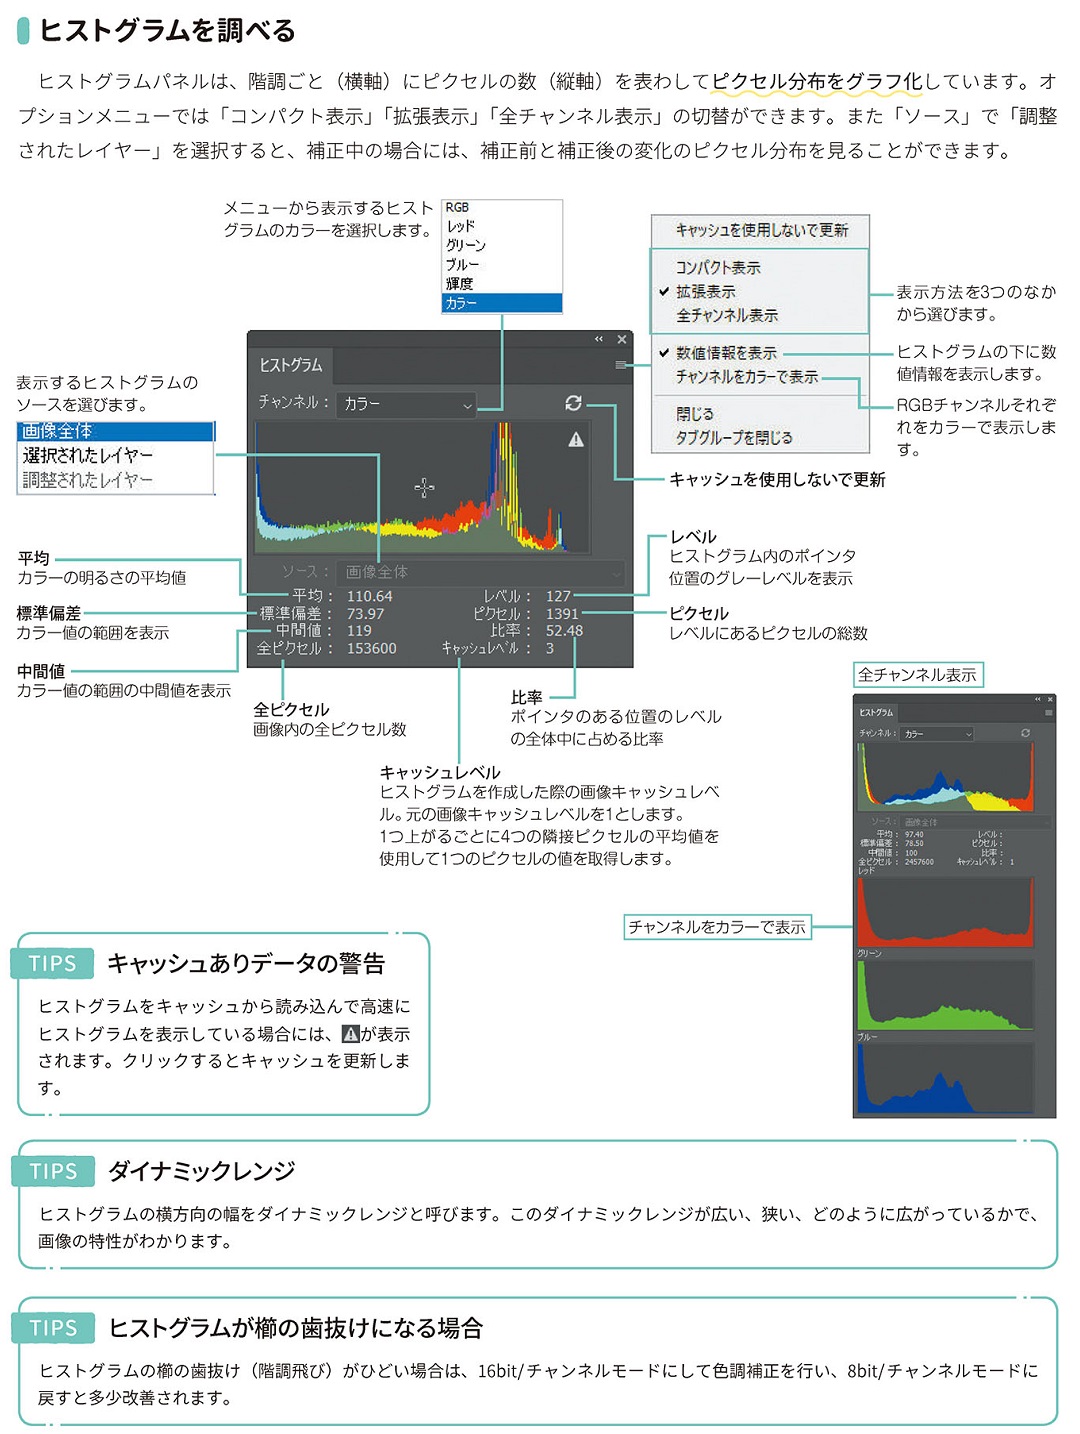 ヒストグラムを調べる
ヒストグラムパネルは、階調ごと（横軸）にピクセルの数（縦軸）を表わしてピクセル分布をグラフ化しています。オ
プションメニューでは「コンパクト表示」「拡張表示」「全チャンネル表示」の切替ができます。また「ソース」で「調整
されたレイヤー」を選択すると、補正中の場合には、補正前と補正後の変化のピクセル分布を見ることができます。
メニューから表示するヒスト
グラムのカラーを選択します。
RGB
レッド
グリーン
ブルー
輝度
カラー
キャッシュを使用しないで更新
コンパクト表示
✔ 拡張表示
全チャンネル表示
✔ 数値情報を表示
チャンネルをカラーで表示
閉じる
タブグループを閉じる
表示方法を3つのなか
から選びます。
ヒストグラムの下に数
値情報を表示します。
RGBチャンネルそれぞ
れをカラーで表示しま
す。
表示するヒストグラムの
ソースを選びます。
画像全体
選択されたレイヤー
調整されたレイヤー
ヒストグラム
チャンネル： カラー
キャッシュを使用しないで更新
ソース： 画像全体
平均： 110.64 レベル： 127
標準偏差： 73.97 ピクセル： 1391
中間値： 119 比率： 52.48
全ピクセル： 153600 キャッシュレベル： 3
平均
カラーの明るさの平均値
標準偏差
カラー値の範囲を表示
中間値
カラー値の範囲の中間値を表示
レベル
ヒストグラム内のポインタ
位置のグレーレベルを表示
ピクセル
レベルにあるピクセルの総数
全ピクセル
画像内の全ピクセル数
比率
ポインタのある位置のレベル
の全体中に占める比率
キャッシュレベル
ヒストグラムを作成した際の画像キャッシュレベ
ル。元の画像キャッシュレベルを1とします。
1つ上がるごとに4つの隣接ピクセルの平均値を
使用して1つのピクセルの値を取得します。
全チャンネル表示
ヒストグラム
チャンネル： カラー
ソース： 画像全体
平均： 97.40 レベル：
標準偏差： 78.50 ピクセル：
中間値： 100 比率：
全ピクセル： 2457600 キャッシュレベル： 1
レッド
グリーン
ブルー
チャンネルをカラーで表示
TIPS キャッシュありデータの警告
ヒストグラムをキャッシュから読み込んで高速に
ヒストグラムを表示している場合には、⚠が表示
されます。クリックするとキャッシュを更新しま
す。
TIPS ダイナミックレンジ
ヒストグラムの横方向の幅をダイナミックレンジと呼びます。このダイナミックレンジが広い、狭い、どのように広がっているかで、
画像の特性がわかります。
TIPS ヒストグラムが櫛の歯抜けになる場合
ヒストグラムの櫛の歯抜け（階調飛び）がひどい場合は、16bit/チャンネルモードにして色調補正を行い、8bit/チャンネルモードに
戻すと多少改善されます。